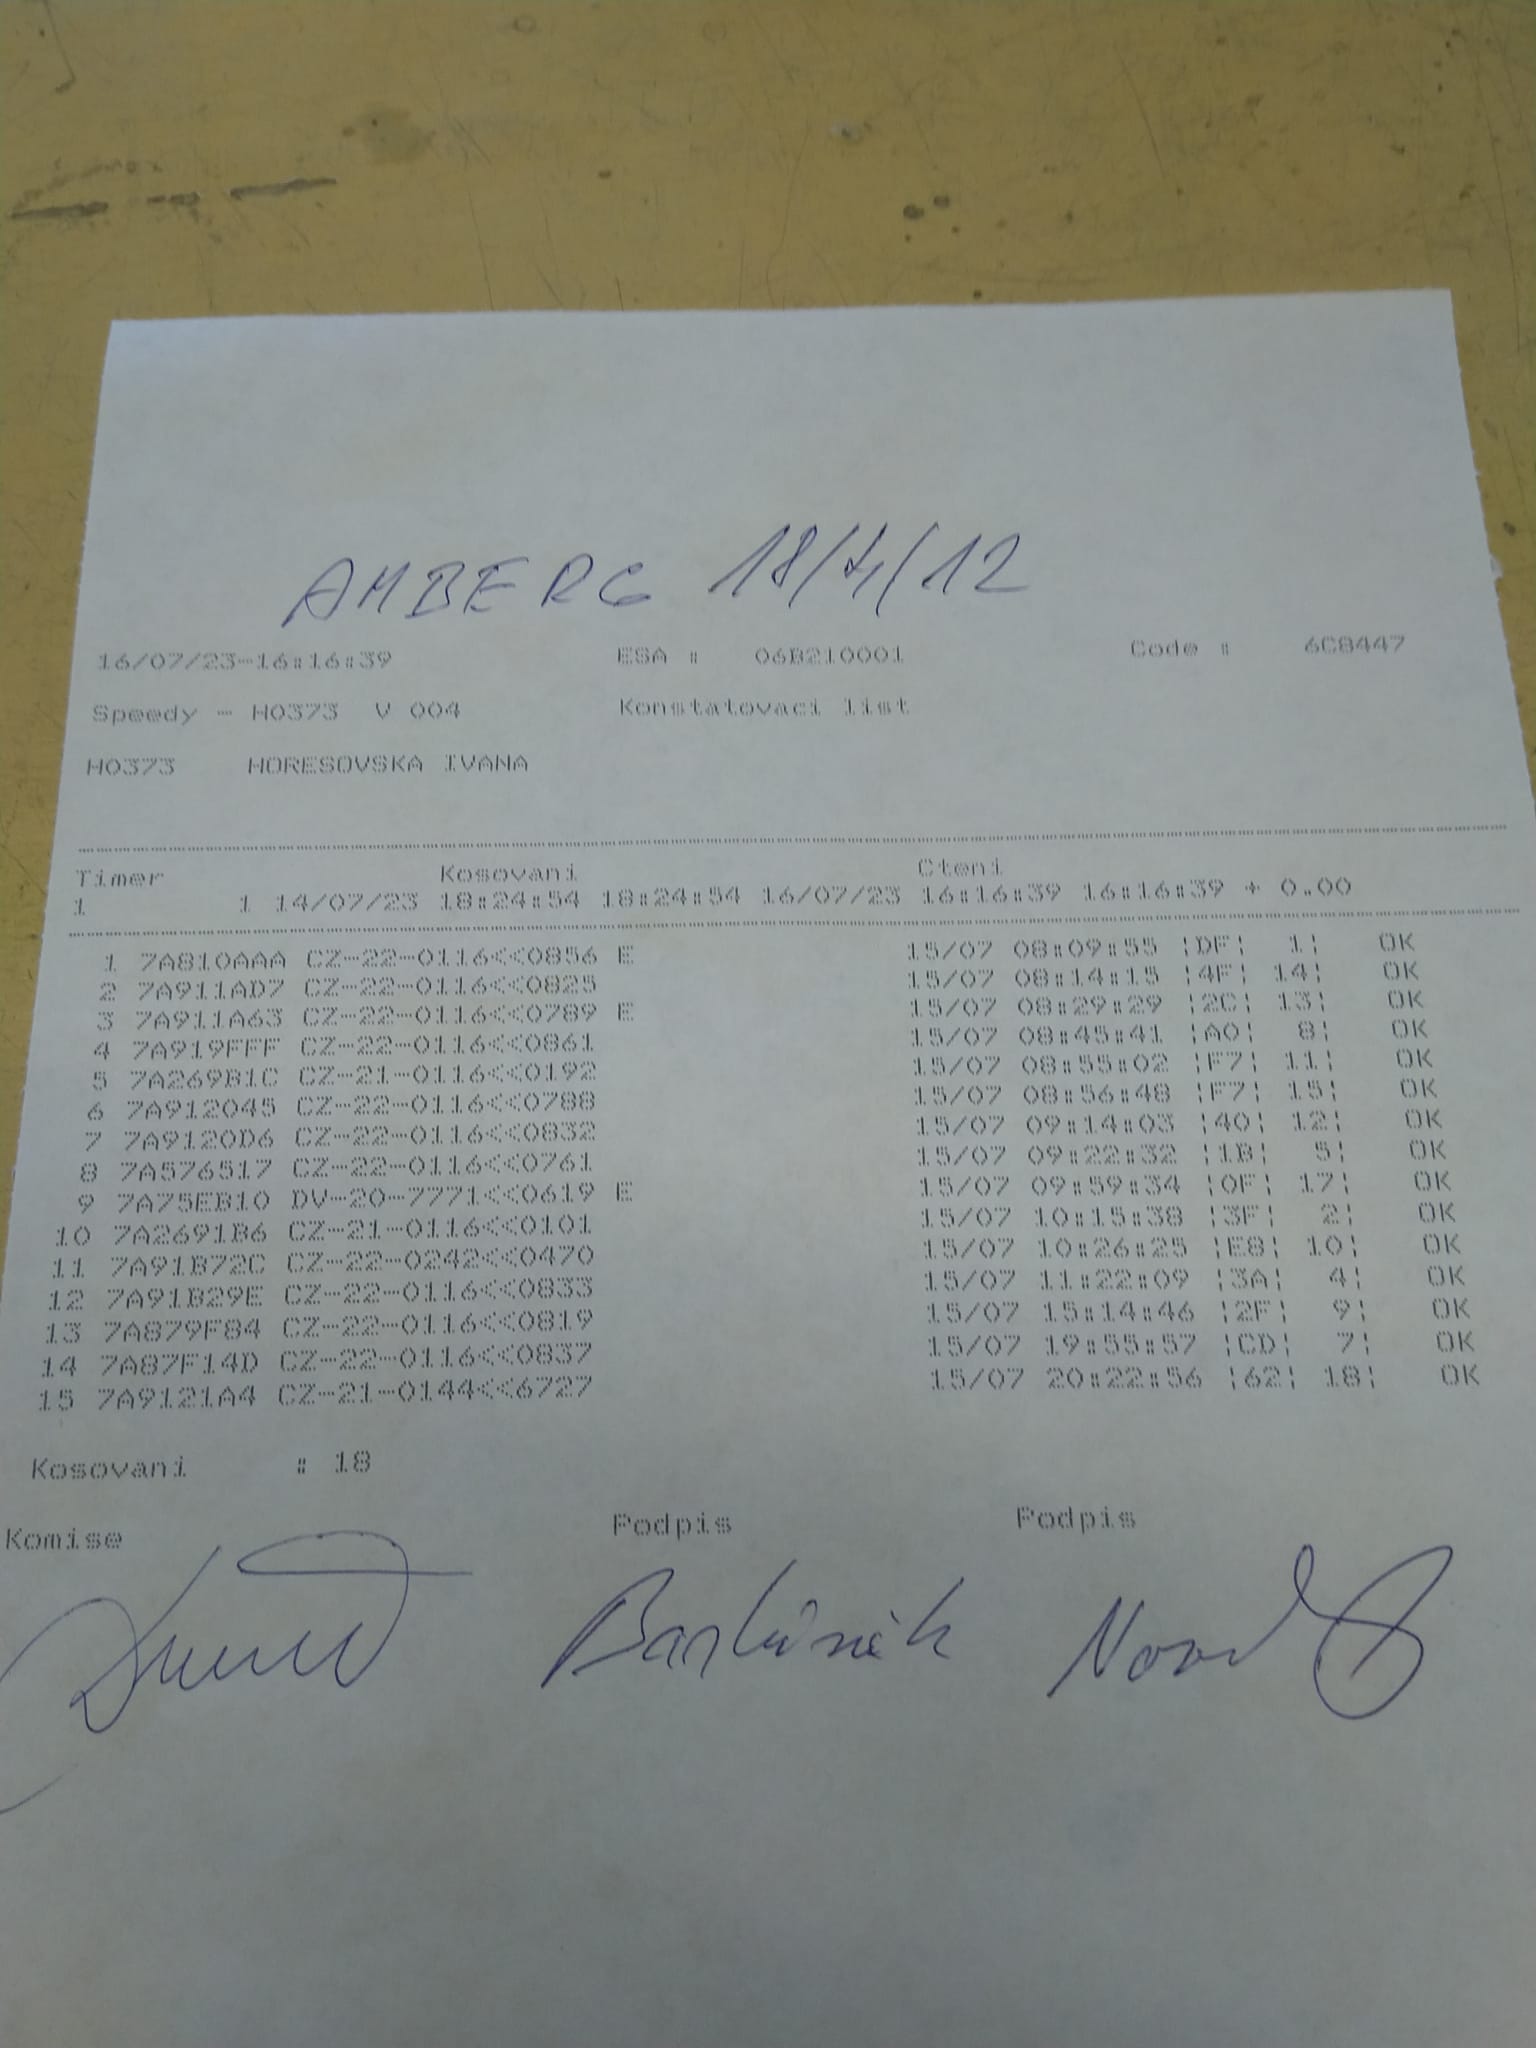 AMBERG 18/4/12
16/07/23-16:16:39 ESA : 06B210001 Code : 6C8447
Speedy - H0373 V 004 Konstatovaci list
H0373 HORESOVSKA IVANA
Timer Kosovani Cteni
1 1 14/07/23 18:24:54 18:24:54 16/07/23 16:16:39 16:16:39 + 0.00
1 7A810AAA CZ-22-0116<<0856 E 15/07 08:09:55 |DF| 1| OK
2 7A911AD7 CZ-22-0116<<0825 15/07 08:14:15 |4F| 14| OK
3 7A911A63 CZ-22-0116<<0789 E 15/07 08:29:29 |2C| 13| OK
4 7A919FFF CZ-22-0116<<0861 15/07 08:45:41 |A0| 8| OK
5 7A269B1C CZ-21-0116<<0192 15/07 08:55:02 |F7| 11| OK
6 7A912045 CZ-22-0116<<0788 15/07 08:56:48 |F7| 15| OK
7 7A9120D6 CZ-22-0116<<0832 15/07 09:14:03 |40| 12| OK
8 7A576517 CZ-22-0116<<0761 15/07 09:22:32 |1B| 5| OK
9 7A75EB10 DV-20-7771<<0619 E 15/07 09:59:34 |0F| 17| OK
10 7A2691B6 CZ-21-0116<<0101 15/07 10:15:38 |3F| 2| OK
11 7A91B72C CZ-22-0242<<0470 15/07 10:26:25 |E8| 10| OK
12 7A91B29E CZ-22-0116<<0833 15/07 11:22:09 |3A| 4| OK
13 7A879F84 CZ-22-0116<<0819 15/07 15:14:46 |2F| 9| OK
14 7A87F14D CZ-22-0116<<0837 15/07 19:55:57 |CD| 7| OK
15 7A9121A4 CZ-21-0144<<6727 15/07 20:22:56 |62| 18| OK
Kosovani : 18
Komise Podpis Podpis